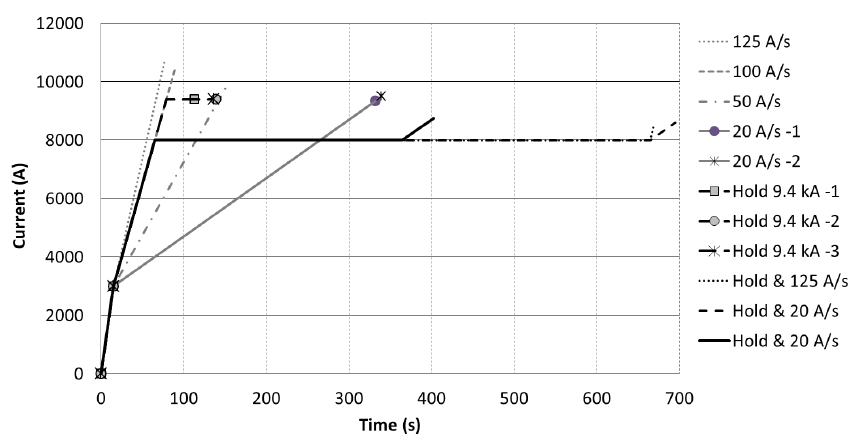 12000
10000
8000
6000
4000
2000
0
Current (A)
0 100 200 300 400 500 600 700
Time (s)
125 A/s
100 A/s
50 A/s
20 A/s -1
20 A/s -2
Hold 9.4 kA -1
Hold 9.4 kA -2
Hold 9.4 kA -3
Hold & 125 A/s
Hold & 20 A/s
Hold & 20 A/s